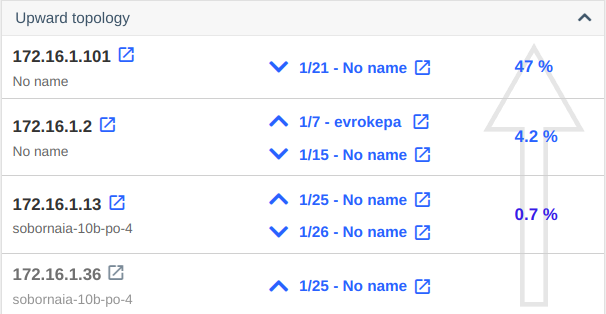 Upward topology
172.16.1.101
No name
1/21 - No name
47 %
172.16.1.2
No name
1/7 - evrokepa
1/15 - No name
4.2 %
172.16.1.13
sobornaia-10b-po-4
1/25 - No name
1/26 - No name
0.7 %
172.16.1.36
sobornaia-10b-po-4
1/25 - No name